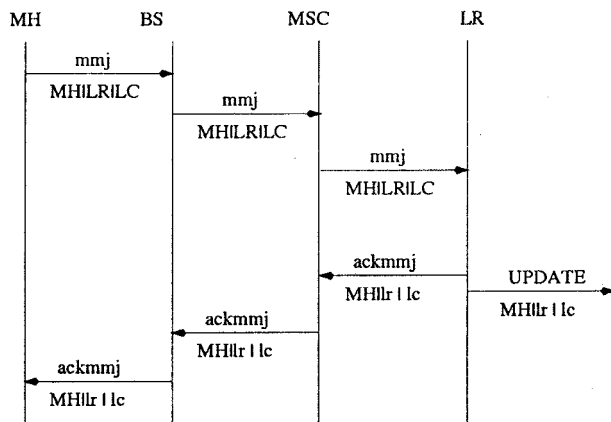 MH BS MSC LR
mmj
MH|LR|LC
mmj
MH|LR|LC
mmj
MH|LR|LC
ackmmj
MH|lr | lc
UPDATE
MH|lr | lc
ackmmj
MH|lr | lc
ackmmj
MH|lr | lc